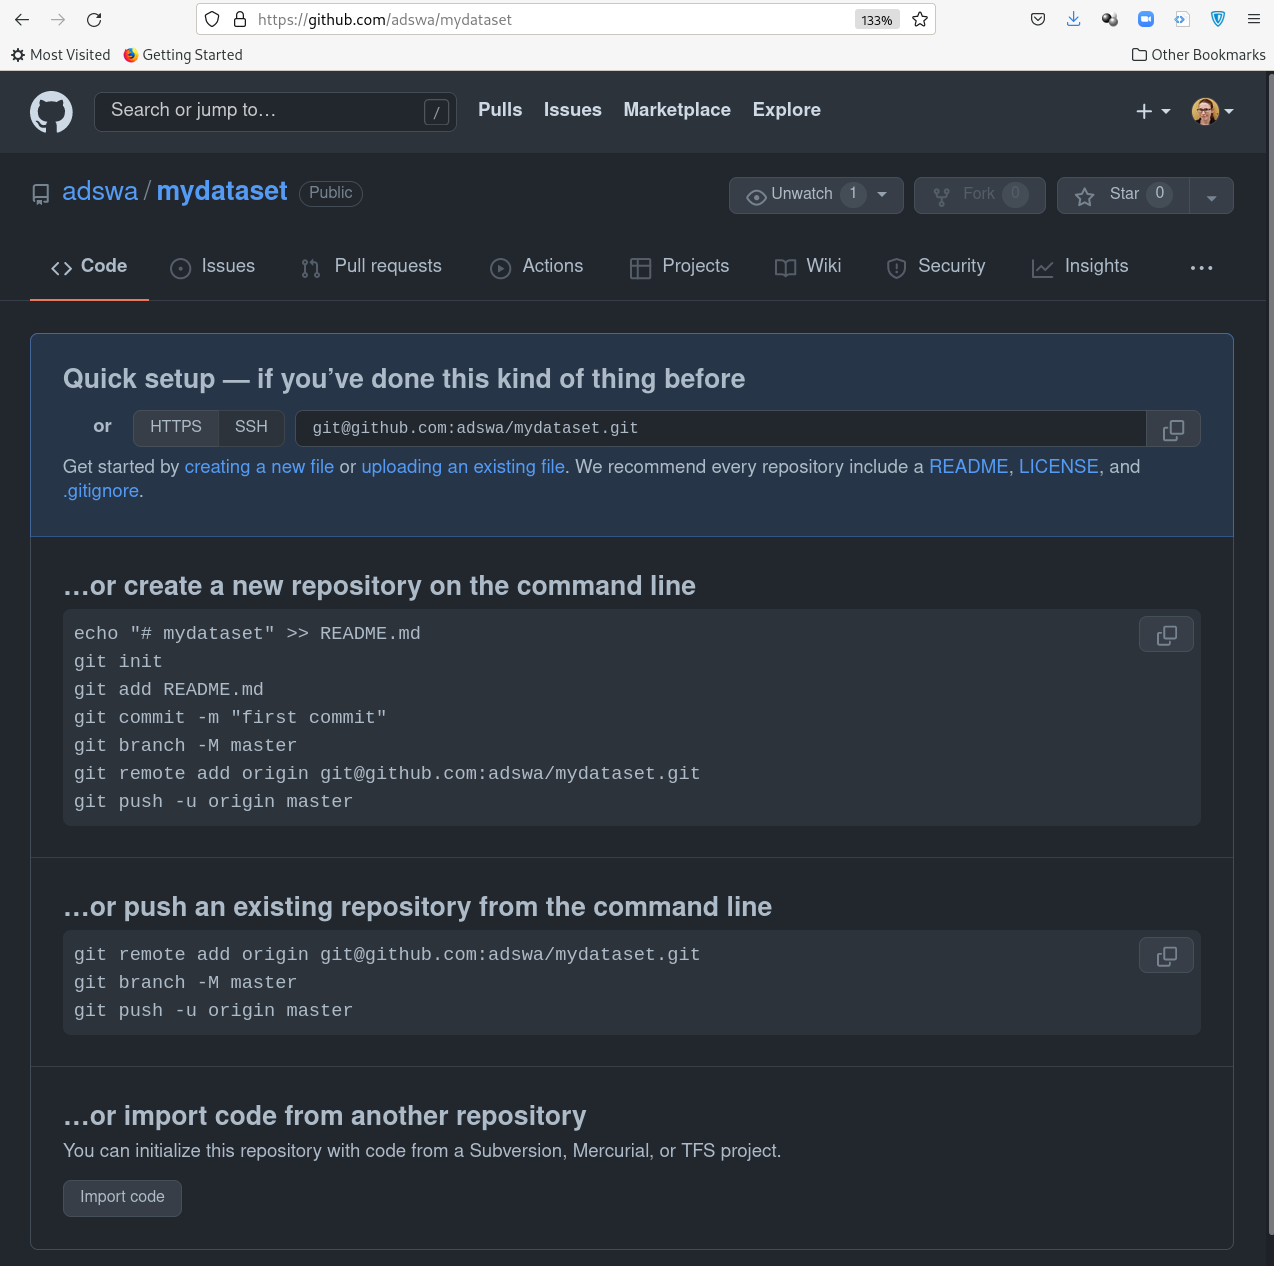 https://github.com/adswa/mydataset
133%
Most Visited
Getting Started
Other Bookmarks
Search or jump to…
/
Pulls
Issues
Marketplace
Explore
adswa / mydataset
Public
Unwatch 1
Fork 0
Star 0
Code
Issues
Pull requests
Actions
Projects
Wiki
Security
Insights
Quick setup — if you’ve done this kind of thing before
or
HTTPS
SSH
git@github.com:adswa/mydataset.git
Get started by creating a new file or uploading an existing file. We recommend every repository include a README, LICENSE, and
.gitignore.
…or create a new repository on the command line
echo "# mydataset" >> README.md
git init
git add README.md
git commit -m "first commit"
git branch -M master
git remote add origin git@github.com:adswa/mydataset.git
git push -u origin master
…or push an existing repository from the command line
git remote add origin git@github.com:adswa/mydataset.git
git branch -M master
git push -u origin master
…or import code from another repository
You can initialize this repository with code from a Subversion, Mercurial, or TFS project.
Import code